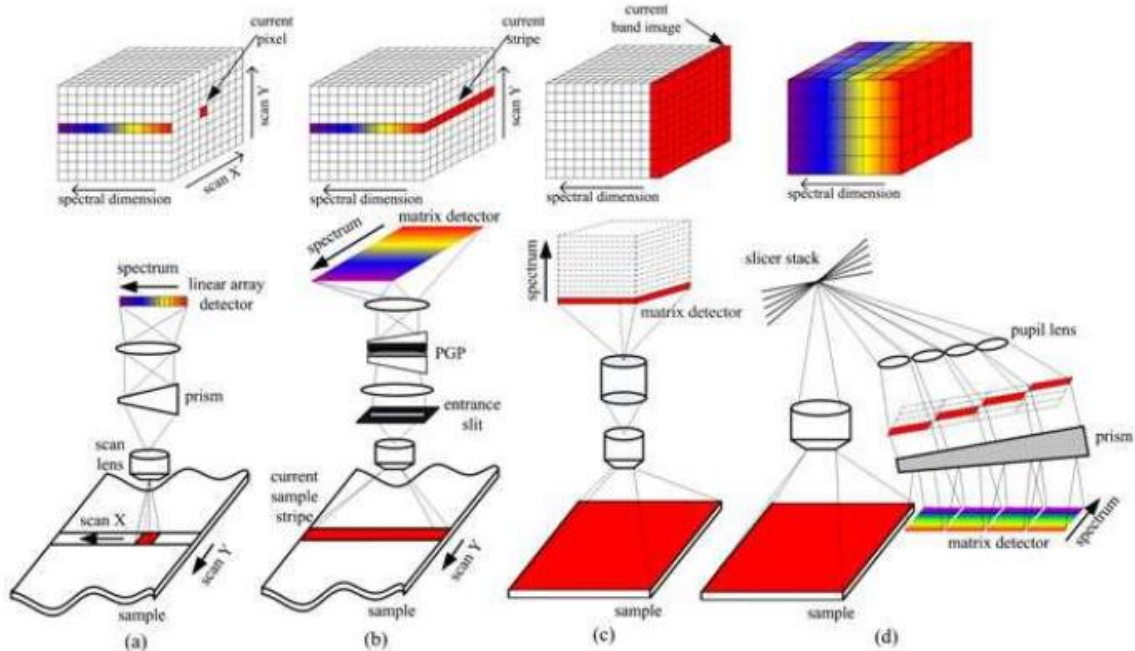 current
pixel
scan Y
scan X
spectral dimension
current
stripe
scan Y
spectral dimension
current
band image
spectral dimension
spectral dimension
spectrum
linear array
detector
prism
scan
lens
scan X
scan Y
sample
(a)
matrix detector
spectrum
PGP
entrance
slit
current
sample
stripe
scan Y
sample
(b)
spectrum
matrix detector
sample
(c)
slicer stack
pupil lens
prism
spectrum
matrix detector
sample
(d)